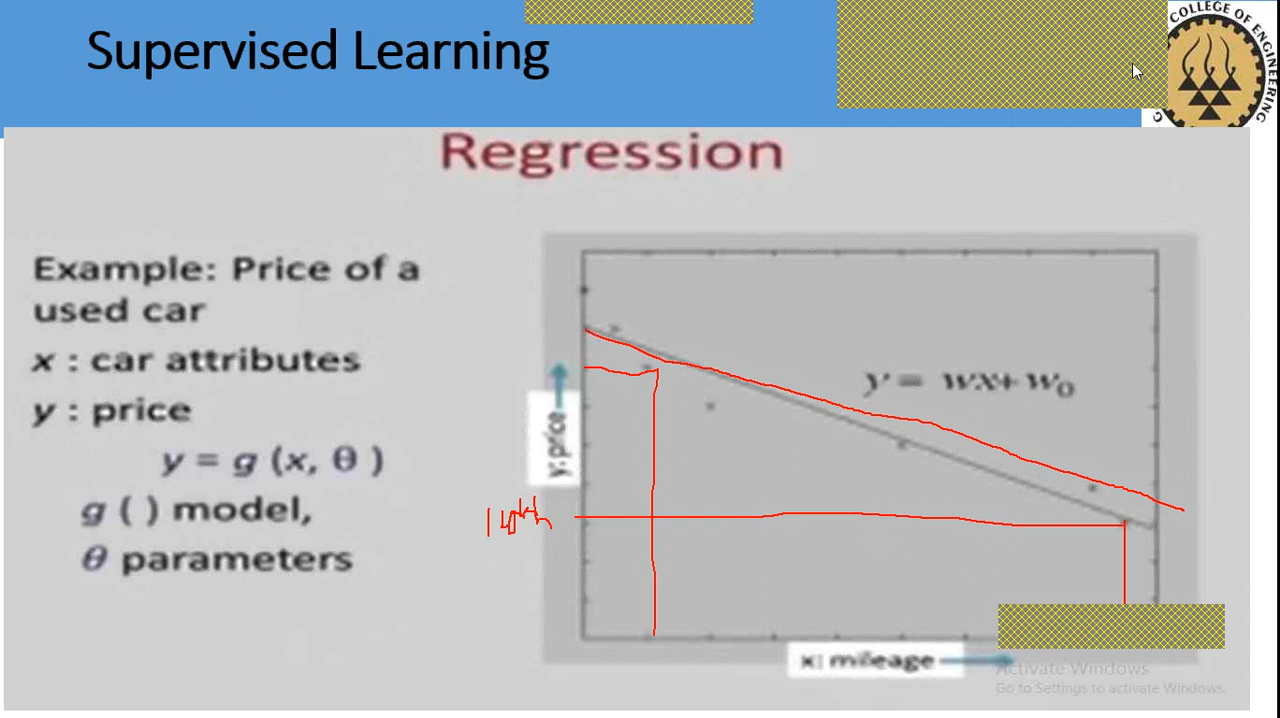 Supervised Learning
COLLEGE OF ENGINEERING
Regression
Example: Price of a
used car
x : car attributes
y : price
y = g (x, θ )
g ( ) model,
θ parameters
y = wx+w₀
y: price
x: mileage
Activate Windows
Go to Settings to activate Windows.